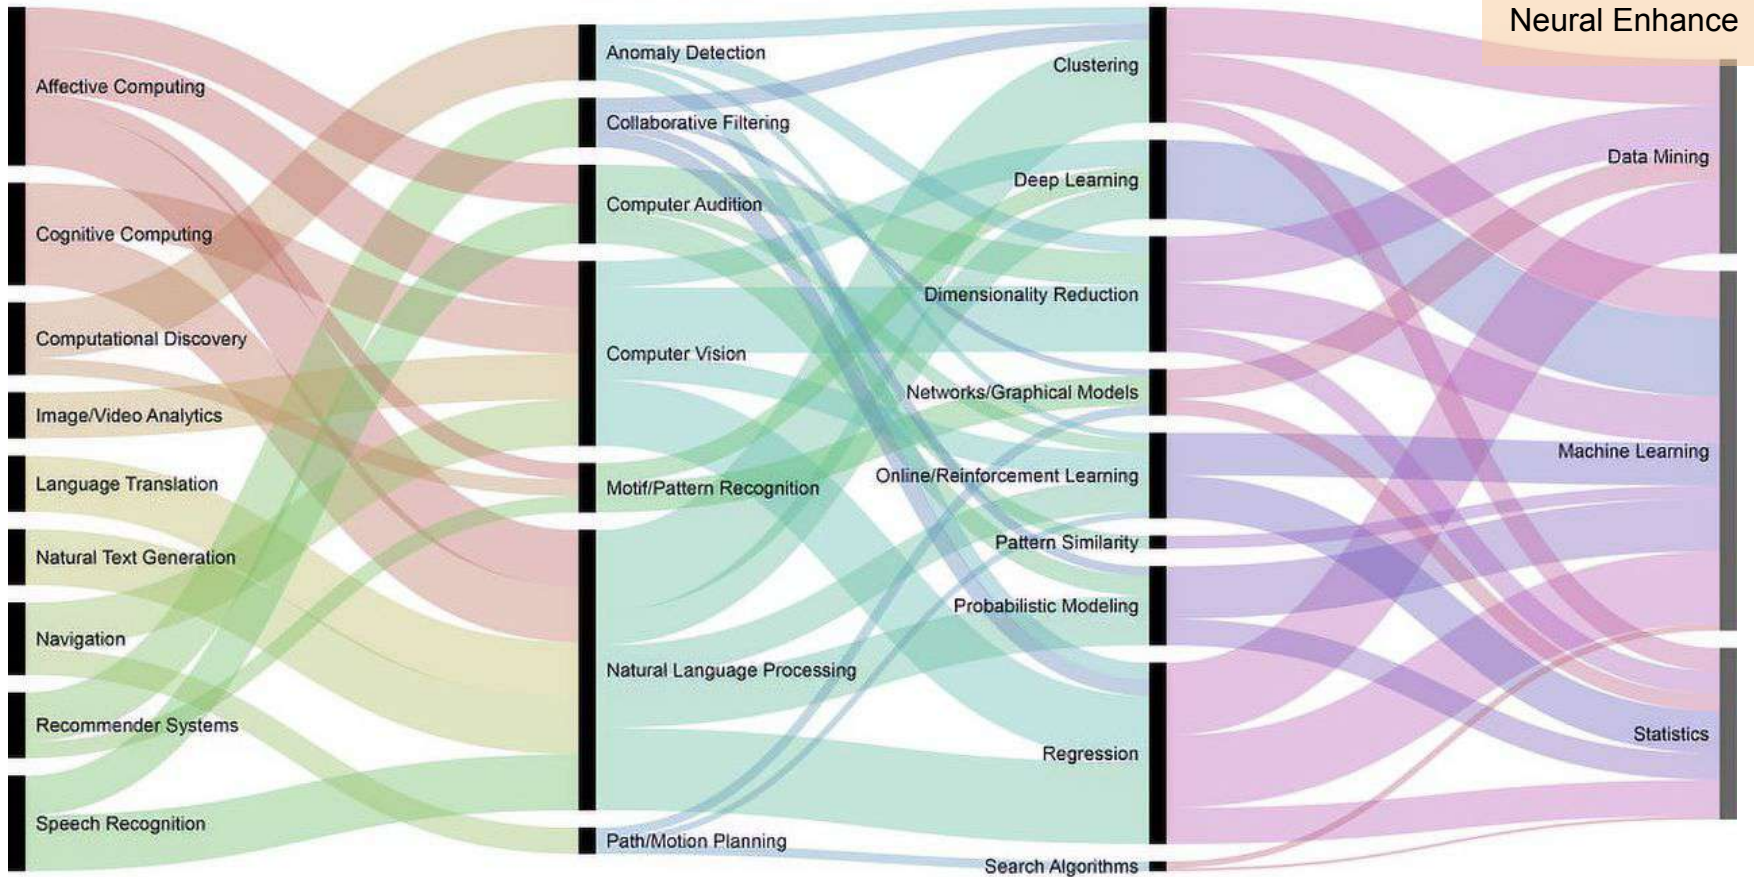 Neural Enhance
Affective Computing
Cognitive Computing
Computational Discovery
Image/Video Analytics
Language Translation
Natural Text Generation
Navigation
Recommender Systems
Speech Recognition
Anomaly Detection
Collaborative Filtering
Computer Audition
Computer Vision
Motif/Pattern Recognition
Natural Language Processing
Path/Motion Planning
Clustering
Deep Learning
Dimensionality Reduction
Networks/Graphical Models
Online/Reinforcement Learning
Pattern Similarity
Probabilistic Modeling
Regression
Search Algorithms
Data Mining
Machine Learning
Statistics